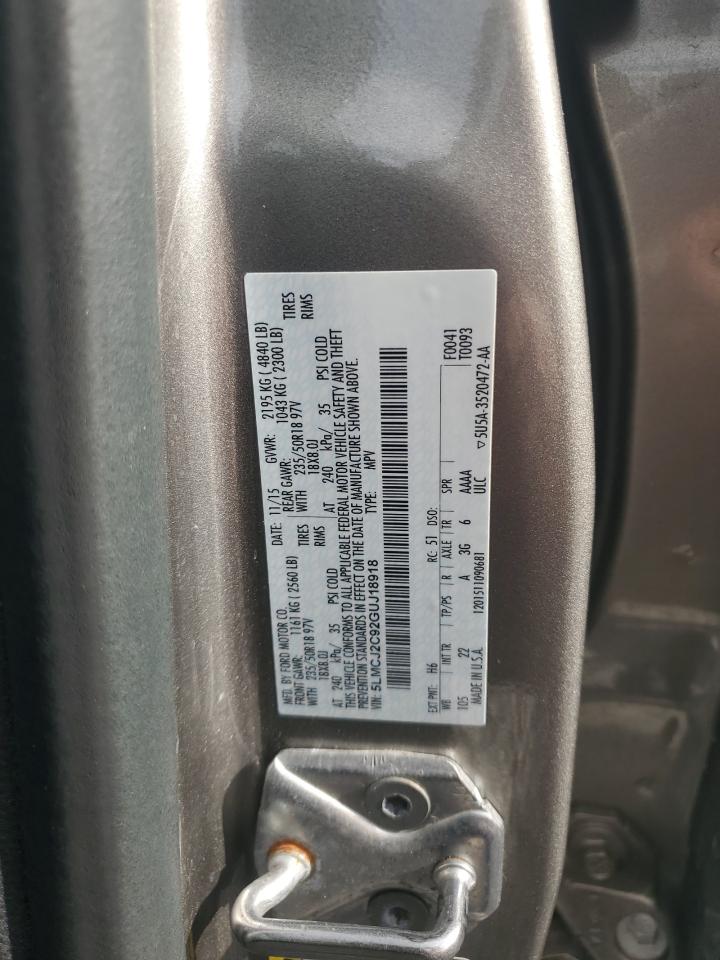 MFD. BY FORD MOTOR CO.
DATE: 11/15 GVWR: 2195 KG ( 4840 LB)
FRONT GAWR: 1161 KG ( 2560 LB) REAR GAWR: 1043 KG ( 2300 LB)
WITH 235/50R18 97V TIRES WITH 235/50R18 97V TIRES
18X8.0J RIMS 18X8.0J RIMS
AT 240 kPa/ 35 PSI COLD AT 240 kPa/ 35 PSI COLD
THIS VEHICLE CONFORMS TO ALL APPLICABLE FEDERAL MOTOR VEHICLE SAFETY AND THEFT
PREVENTION STANDARDS IN EFFECT ON THE DATE OF MANUFACTURE SHOWN ABOVE.
VIN: 5LMCJ2C92GUJ18918 TYPE: MPV
EXT PNT: H6 RC: 51 DSO: F0041
T0093
WB INT TR TP/PS R AXLE TR SPR
105 22 A 3G 6 AAAA
MADE IN U.S.A. 1201511090681 ULC ▽5U5A-3520472-AA